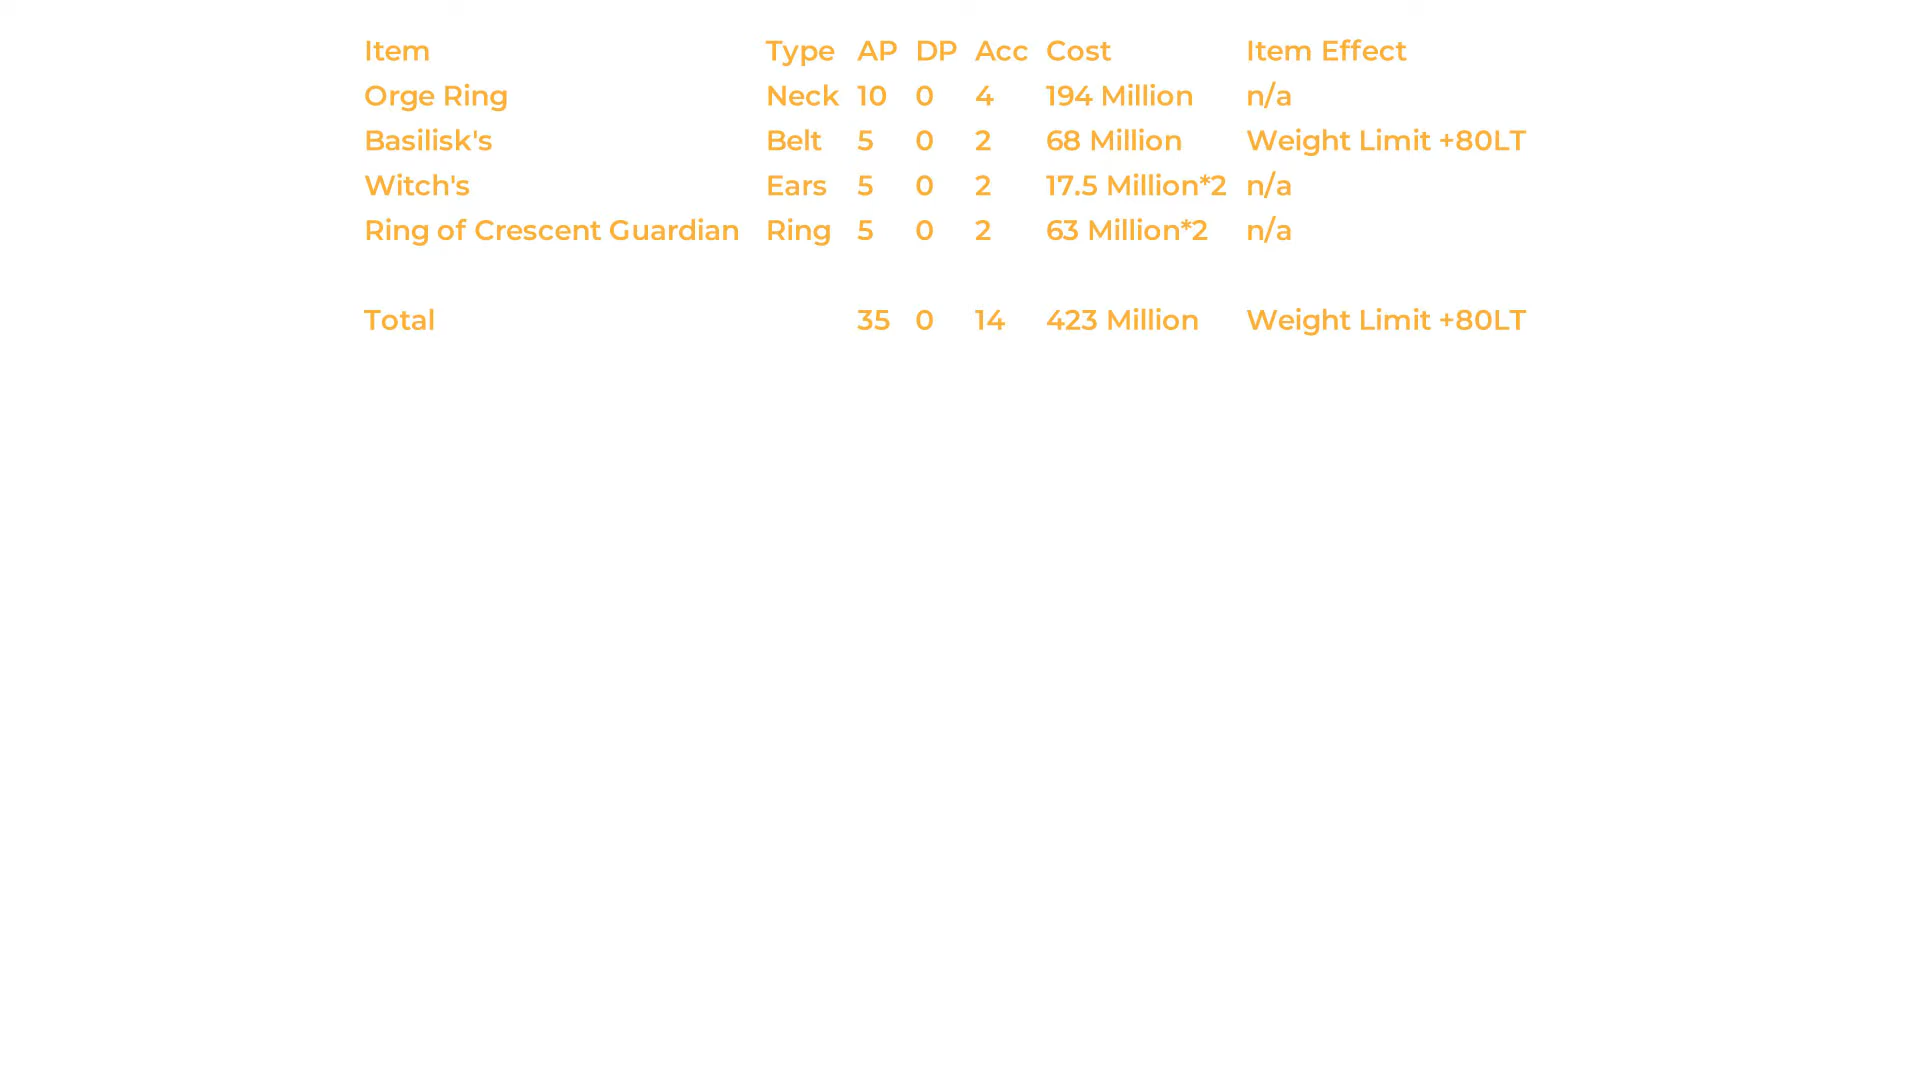 Item Type AP DP Acc Cost Item Effect
Orge Ring Neck 10 0 4 194 Million n/a
Basilisk's Belt 5 0 2 68 Million Weight Limit +80LT
Witch's Ears 5 0 2 17.5 Million*2 n/a
Ring of Crescent Guardian Ring 5 0 2 63 Million*2 n/a
Total 35 0 14 423 Million Weight Limit +80LT